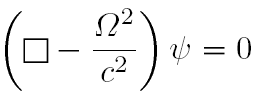 (□ − Ω²/c²) ψ = 0